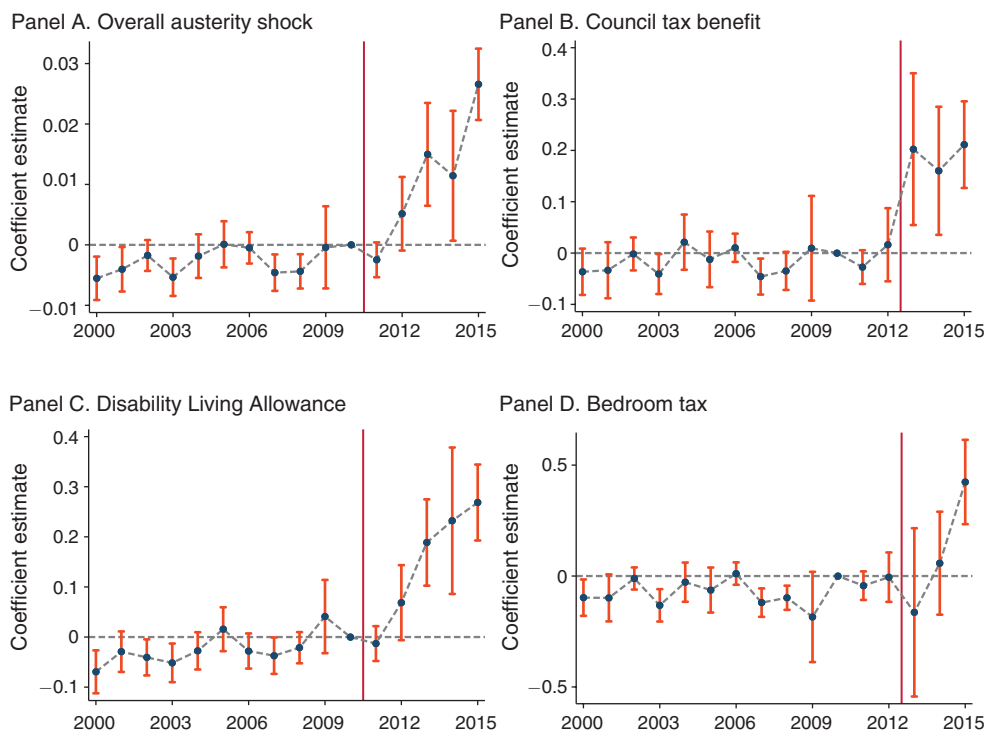 Panel A. Overall austerity shock
Coefficient estimate
0.03
0.02
0.01
0
−0.01
2000 2003 2006 2009 2012 2015
Panel B. Council tax benefit
Coefficient estimate
0.4
0.3
0.2
0.1
0
−0.1
2000 2003 2006 2009 2012 2015
Panel C. Disability Living Allowance
Coefficient estimate
0.4
0.3
0.2
0.1
0
−0.1
2000 2003 2006 2009 2012 2015
Panel D. Bedroom tax
Coefficient estimate
0.5
0
−0.5
2000 2003 2006 2009 2012 2015